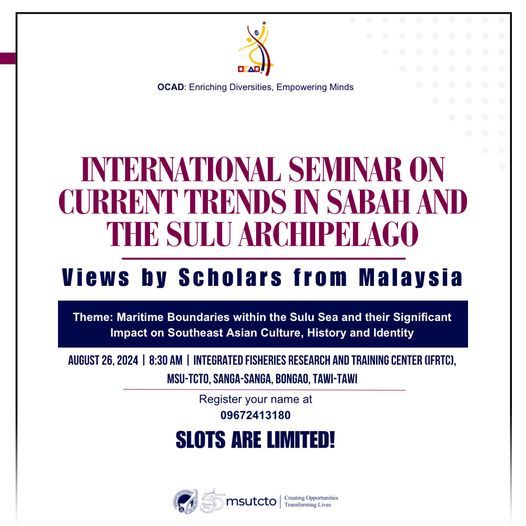 OCAD
OCAD: Enriching Diversities, Empowering Minds
INTERNATIONAL SEMINAR ON
CURRENT TRENDS IN SABAH AND
THE SULU ARCHIPELAGO
Views by Scholars from Malaysia
Theme: Maritime Boundaries within the Sulu Sea and their Significant
Impact on Southeast Asian Culture, History and Identity
AUGUST 26, 2024 | 8:30 AM | INTEGRATED FISHERIES RESEARCH AND TRAINING CENTER (IFRTC),
MSU-TCTO, SANGA-SANGA, BONGAO, TAWI-TAWI
Register your name at
09672413180
SLOTS ARE LIMITED!
55 msutcto | Creating Opportunities
Transforming Lives